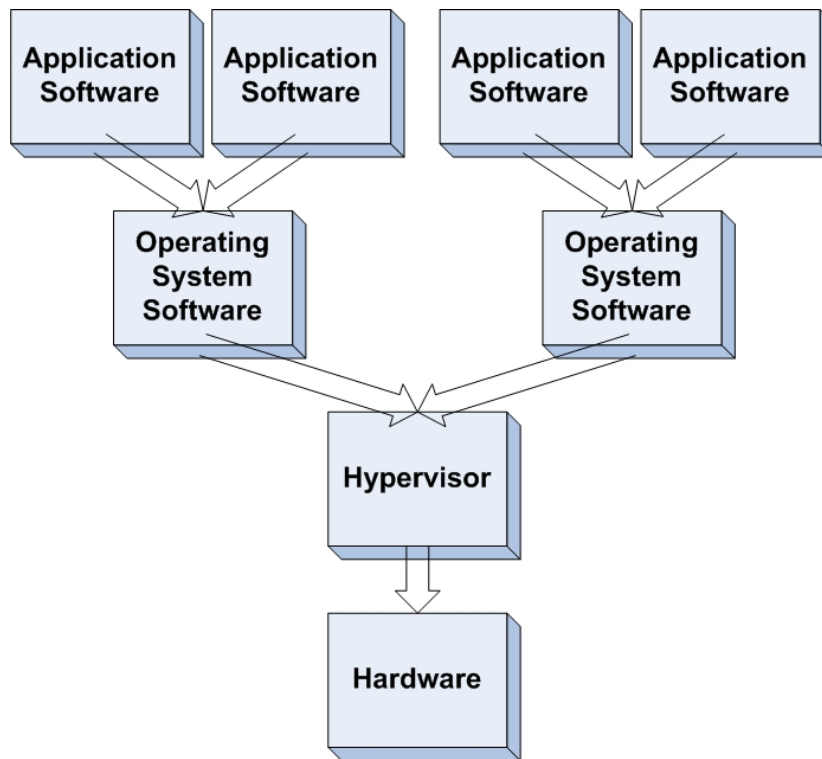 Application
Software
Application
Software
Application
Software
Application
Software
Operating
System
Software
Operating
System
Software
Hypervisor
Hardware